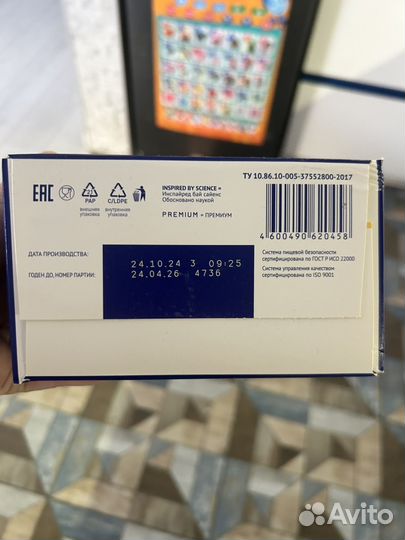 ТУ 10.86.10-005-37552800-2017
EAC
21
PAP
внешняя
упаковка
C/LDPE
внутренняя
упаковка
INSPIRED BY SCIENCE =
Инспайред бай сайенс
Обосновано наукой
PREMIUM = ПРЕМИУМ
4600490620458
ДАТА ПРОИЗВОДСТВА:
24.10.24 3 09:25
ГОДЕН ДО, НОМЕР ПАРТИИ:
24.04.26 4736
Система пищевой безопасности
сертифицирована по ГОСТ Р ИСО 22000
Система управления качеством
сертифицирована по ISO 9001
Avito